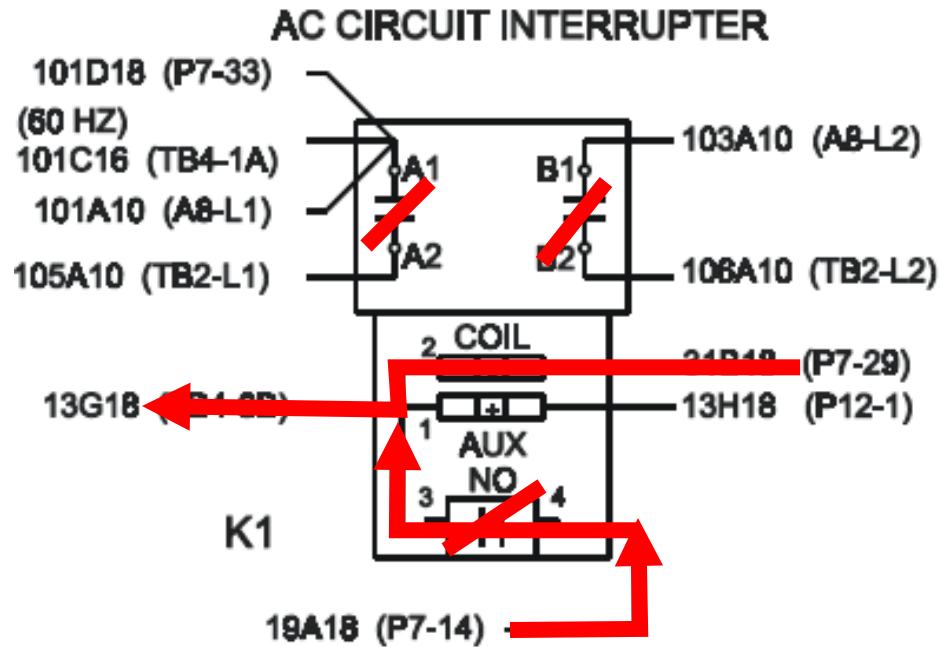 AC CIRCUIT INTERRUPTER
101D18 (P7-33)
(60 HZ)
101C16 (TB4-1A)
101A10 (A8-L1)
105A10 (TB2-L1)
A1
A2
B1
B2
103A10 (A8-L2)
106A10 (TB2-L2)
2 COIL
(P7-29)
13G18
1
+
13H18 (P12-1)
AUX
NO
3
4
K1
19A18 (P7-14)